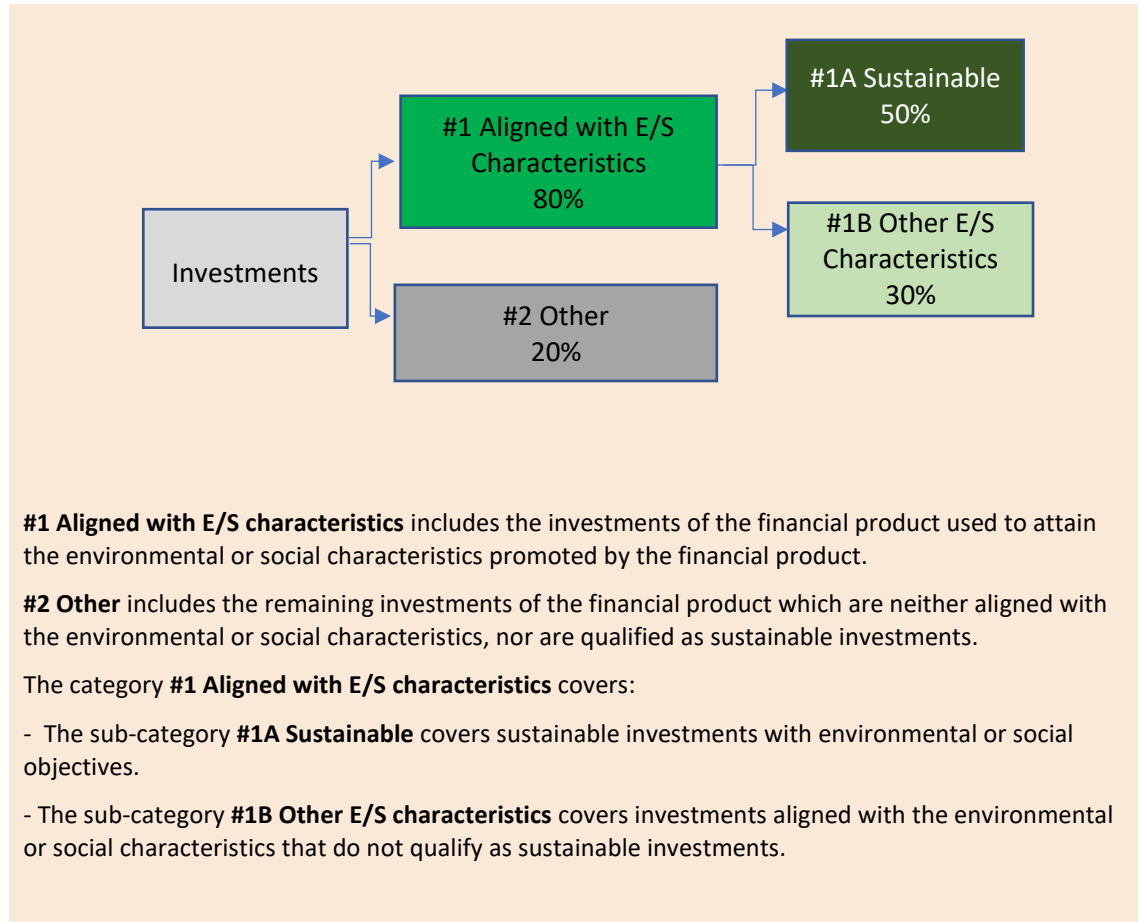 #1A Sustainable
50%
#1 Aligned with E/S
Characteristics
80%
#1B Other E/S
Characteristics
30%
Investments
#2 Other
20%
#1 Aligned with E/S characteristics includes the investments of the financial product used to attain
the environmental or social characteristics promoted by the financial product.
#2 Other includes the remaining investments of the financial product which are neither aligned with
the environmental or social characteristics, nor are qualified as sustainable investments.
The category #1 Aligned with E/S characteristics covers:
- The sub-category #1A Sustainable covers sustainable investments with environmental or social
objectives.
- The sub-category #1B Other E/S characteristics covers investments aligned with the environmental
or social characteristics that do not qualify as sustainable investments.